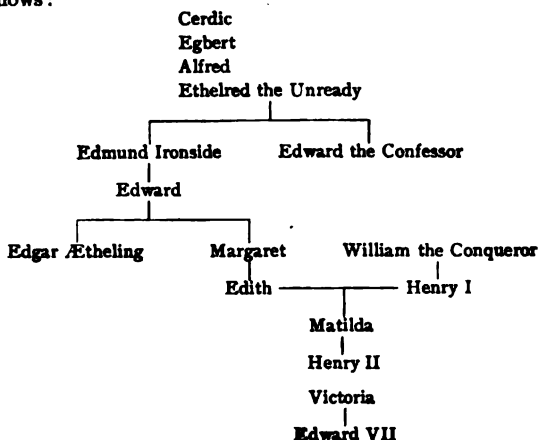 Cerdic
Egbert
Alfred
Ethelred the Unready
Edmund Ironside Edward the Confessor
Edward
Edgar Ætheling Margaret William the Conqueror
Edith Henry I
Matilda
Henry II
Victoria
Edward VII